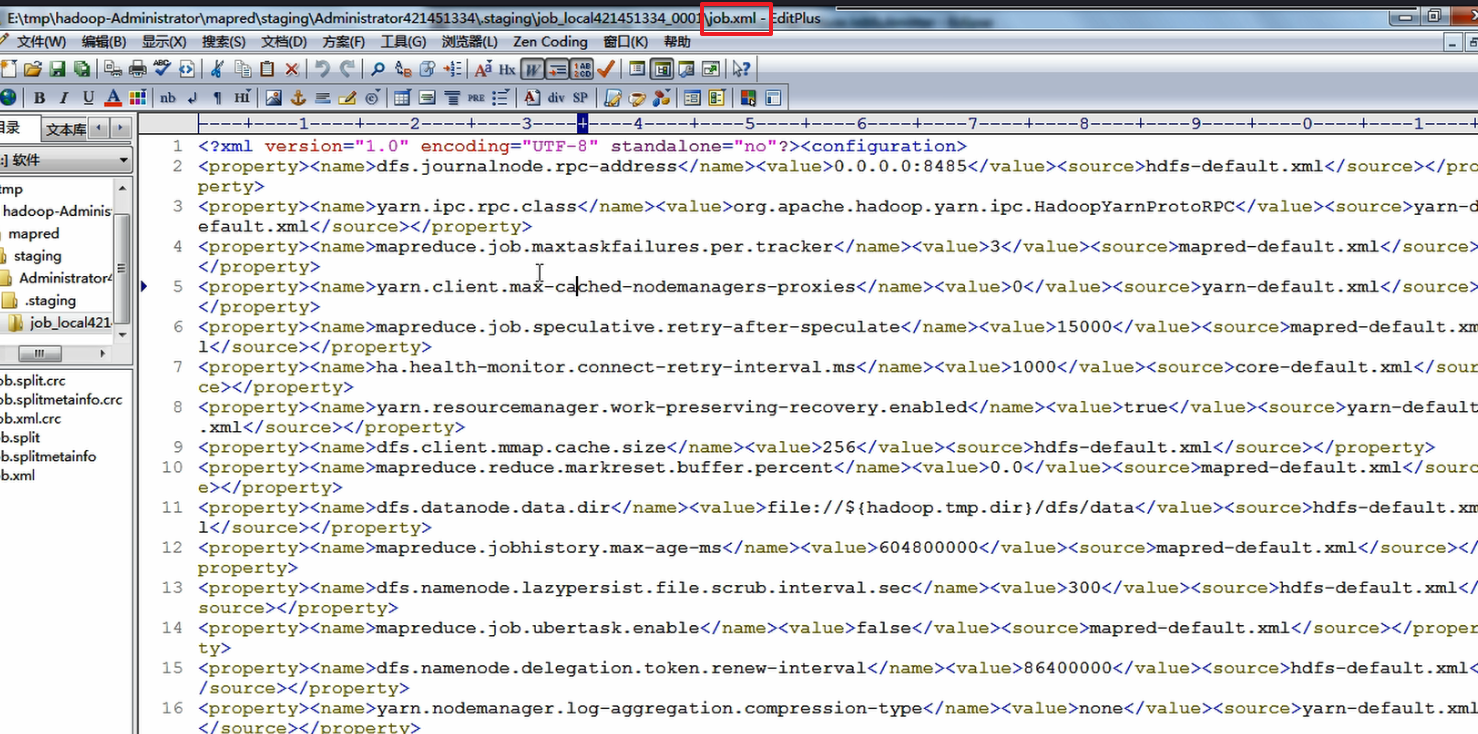 E:\tmp\hadoop-Administrator\mapred\staging\Administrator421451334\.staging\job_local421451334_0001\job.xml - EditPlus
文件(W) 编辑(B) 显示(X) 搜索(S) 文档(D) 方案(F) 工具(G) 浏览器(L) Zen Coding 窗口(K) 帮助
B I U A nb Hi PRE A div SP
目录 文本库
:] 软件
tmp
hadoop-Adminis
mapred
staging
Administrator4
.staging
job_local421
ob.split.crc
ob.splitmetainfo.crc
ob.xml.crc
b.split
b.splitmetainfo
b.xml
----+----1----+----2----+----3----+----4----+----5----+----6----+----7----+----8----+----9----+----0----+----1----+
1 <?xml version="1.0" encoding="UTF-8" standalone="no"?><configuration>
2 <property><name>dfs.journalnode.rpc-address</name><value>0.0.0.0:8485</value><source>hdfs-default.xml</source></pro
perty>
3 <property><name>yarn.ipc.rpc.class</name><value>org.apache.hadoop.yarn.ipc.HadoopYarnProtoRPC</value><source>yarn-d
efault.xml</source></property>
4 <property><name>mapreduce.job.maxtaskfailures.per.tracker</name><value>3</value><source>mapred-default.xml</source>
</property>
5 <property><name>yarn.client.max-cached-nodemanagers-proxies</name><value>0</value><source>yarn-default.xml</source>
</property>
6 <property><name>mapreduce.job.speculative.retry-after-speculate</name><value>15000</value><source>mapred-default.xm
l</source></property>
7 <property><name>ha.health-monitor.connect-retry-interval.ms</name><value>1000</value><source>core-default.xml</sour
ce></property>
8 <property><name>yarn.resourcemanager.work-preserving-recovery.enabled</name><value>true</value><source>yarn-default
.xml</source></property>
9 <property><name>dfs.client.mmap.cache.size</name><value>256</value><source>hdfs-default.xml</source></property>
10 <property><name>mapreduce.reduce.markreset.buffer.percent</name><value>0.0</value><source>mapred-default.xml</sourc
e></property>
11 <property><name>dfs.datanode.data.dir</name><value>file://${hadoop.tmp.dir}/dfs/data</value><source>hdfs-default.xm
l</source></property>
12 <property><name>mapreduce.jobhistory.max-age-ms</name><value>604800000</value><source>mapred-default.xml</source></
property>
13 <property><name>dfs.namenode.lazypersist.file.scrub.interval.sec</name><value>300</value><source>hdfs-default.xml</
source></property>
14 <property><name>mapreduce.job.ubertask.enable</name><value>false</value><source>mapred-default.xml</source></proper
ty>
15 <property><name>dfs.namenode.delegation.token.renew-interval</name><value>86400000</value><source>hdfs-default.xml<
/source></property>
16 <property><name>yarn.nodemanager.log-aggregation.compression-type</name><value>none</value><source>yarn-default.xml
</source></property>